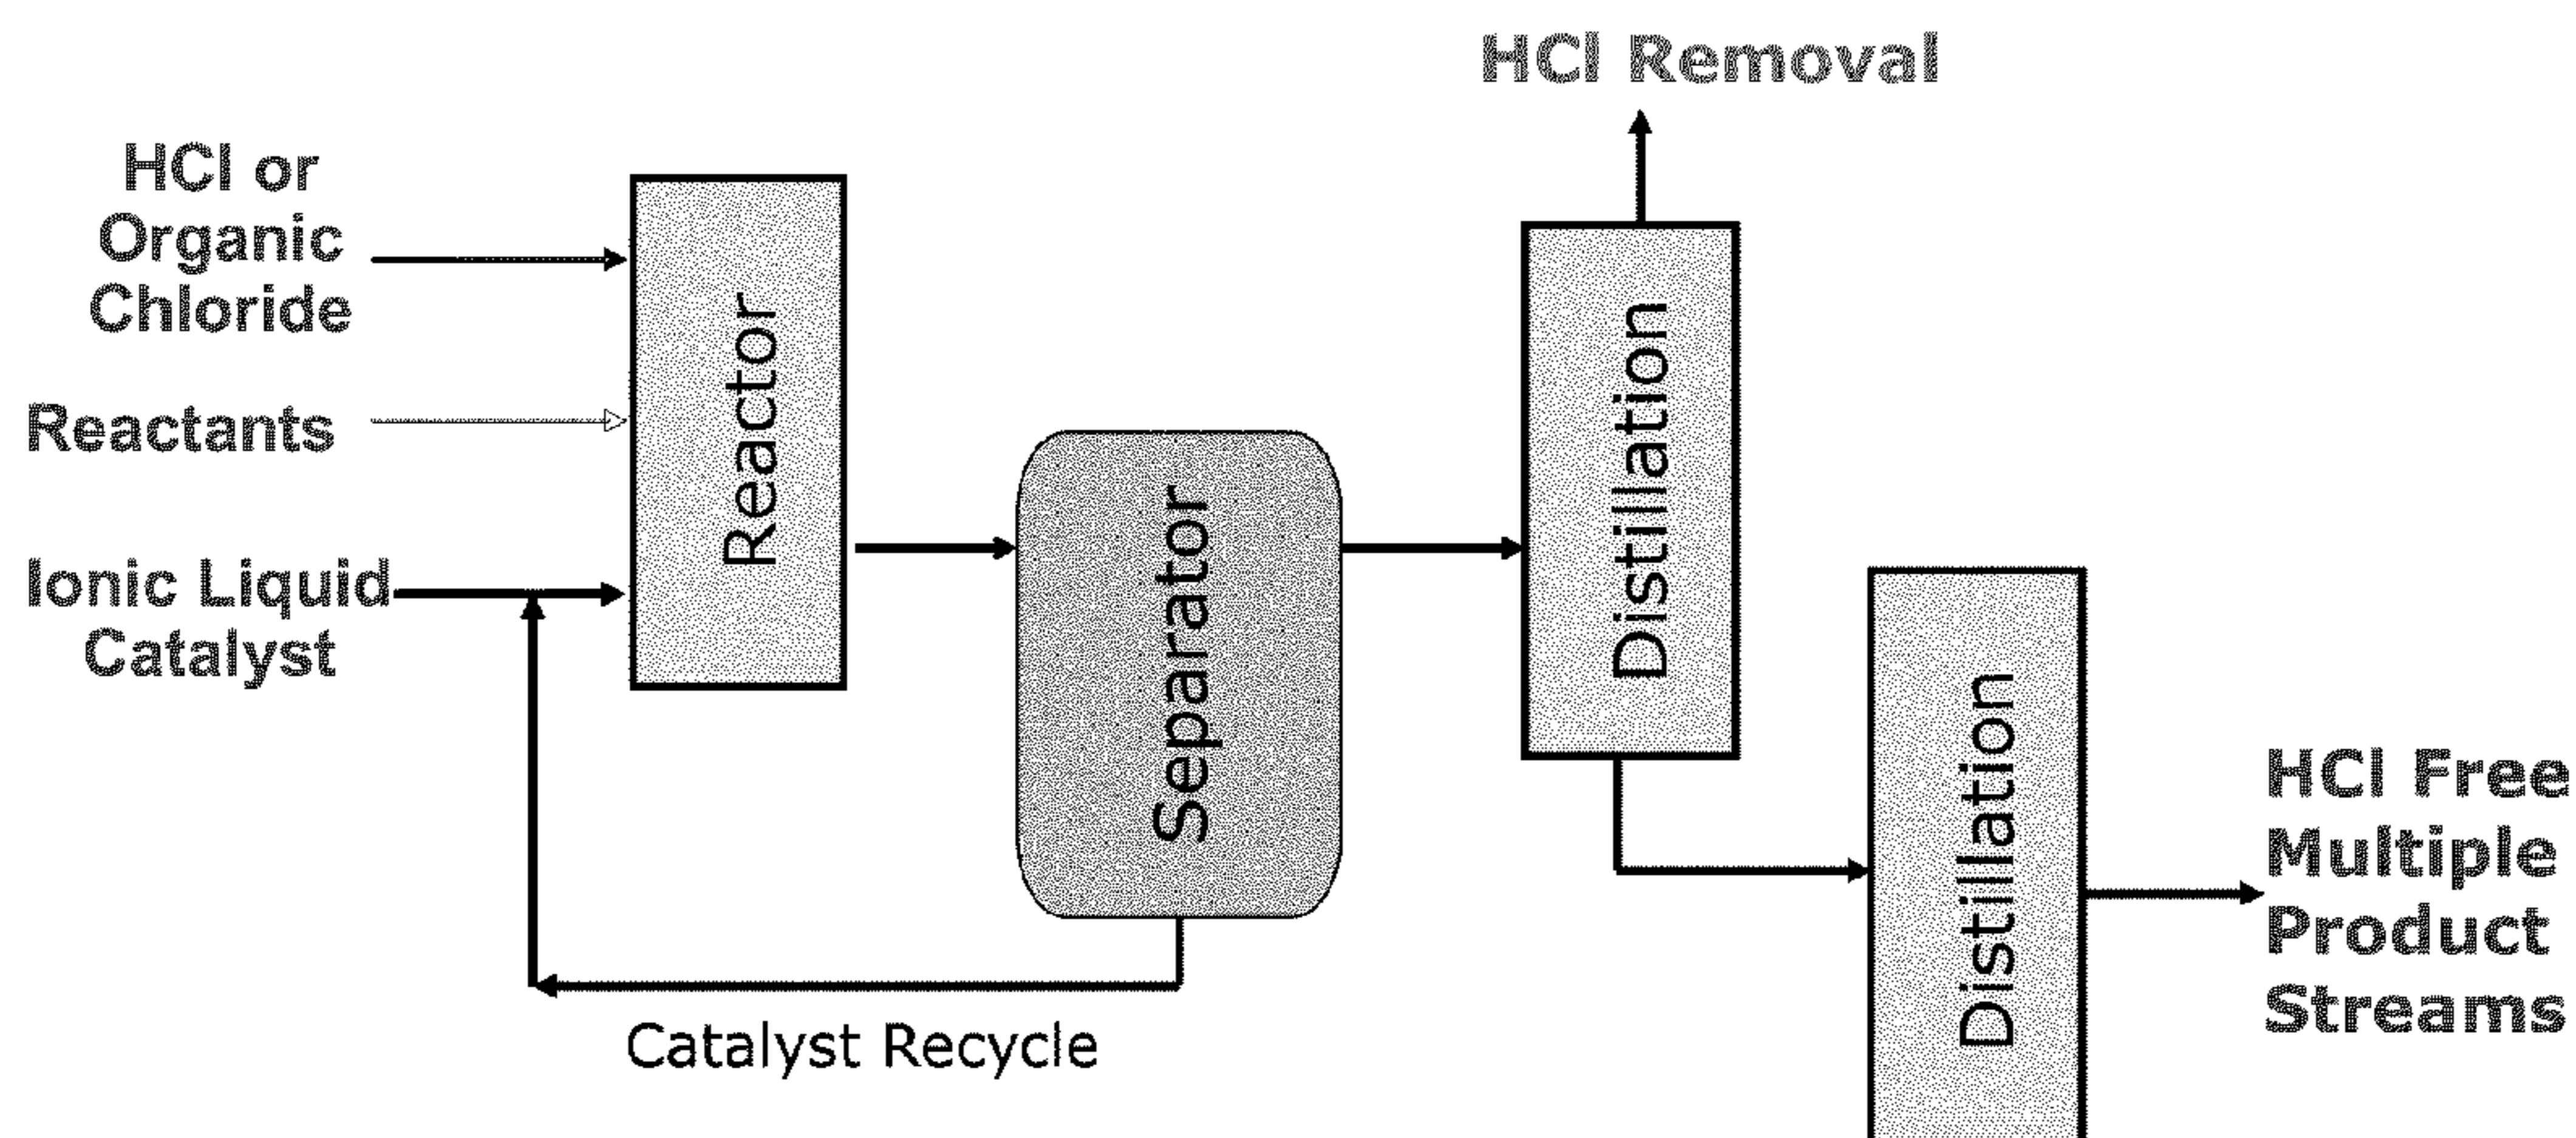 HCl Removal
HCl or
Organic
Chloride
Reactants
Ionic Liquid
Catalyst
Reactor
Separator
Distillation
Distillation
HCl Free
Multiple
Product
Streams
Catalyst Recycle